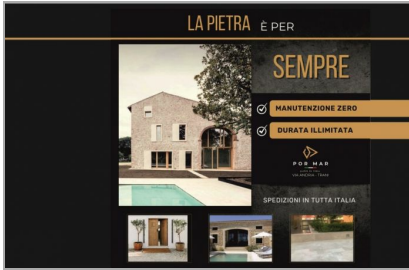 LA PIETRA È PER
SEMPRE
MANUTENZIONE ZERO
DURATA ILLIMITATA
POR MAR
SPEDIZIONI IN TUTTA ITALIA